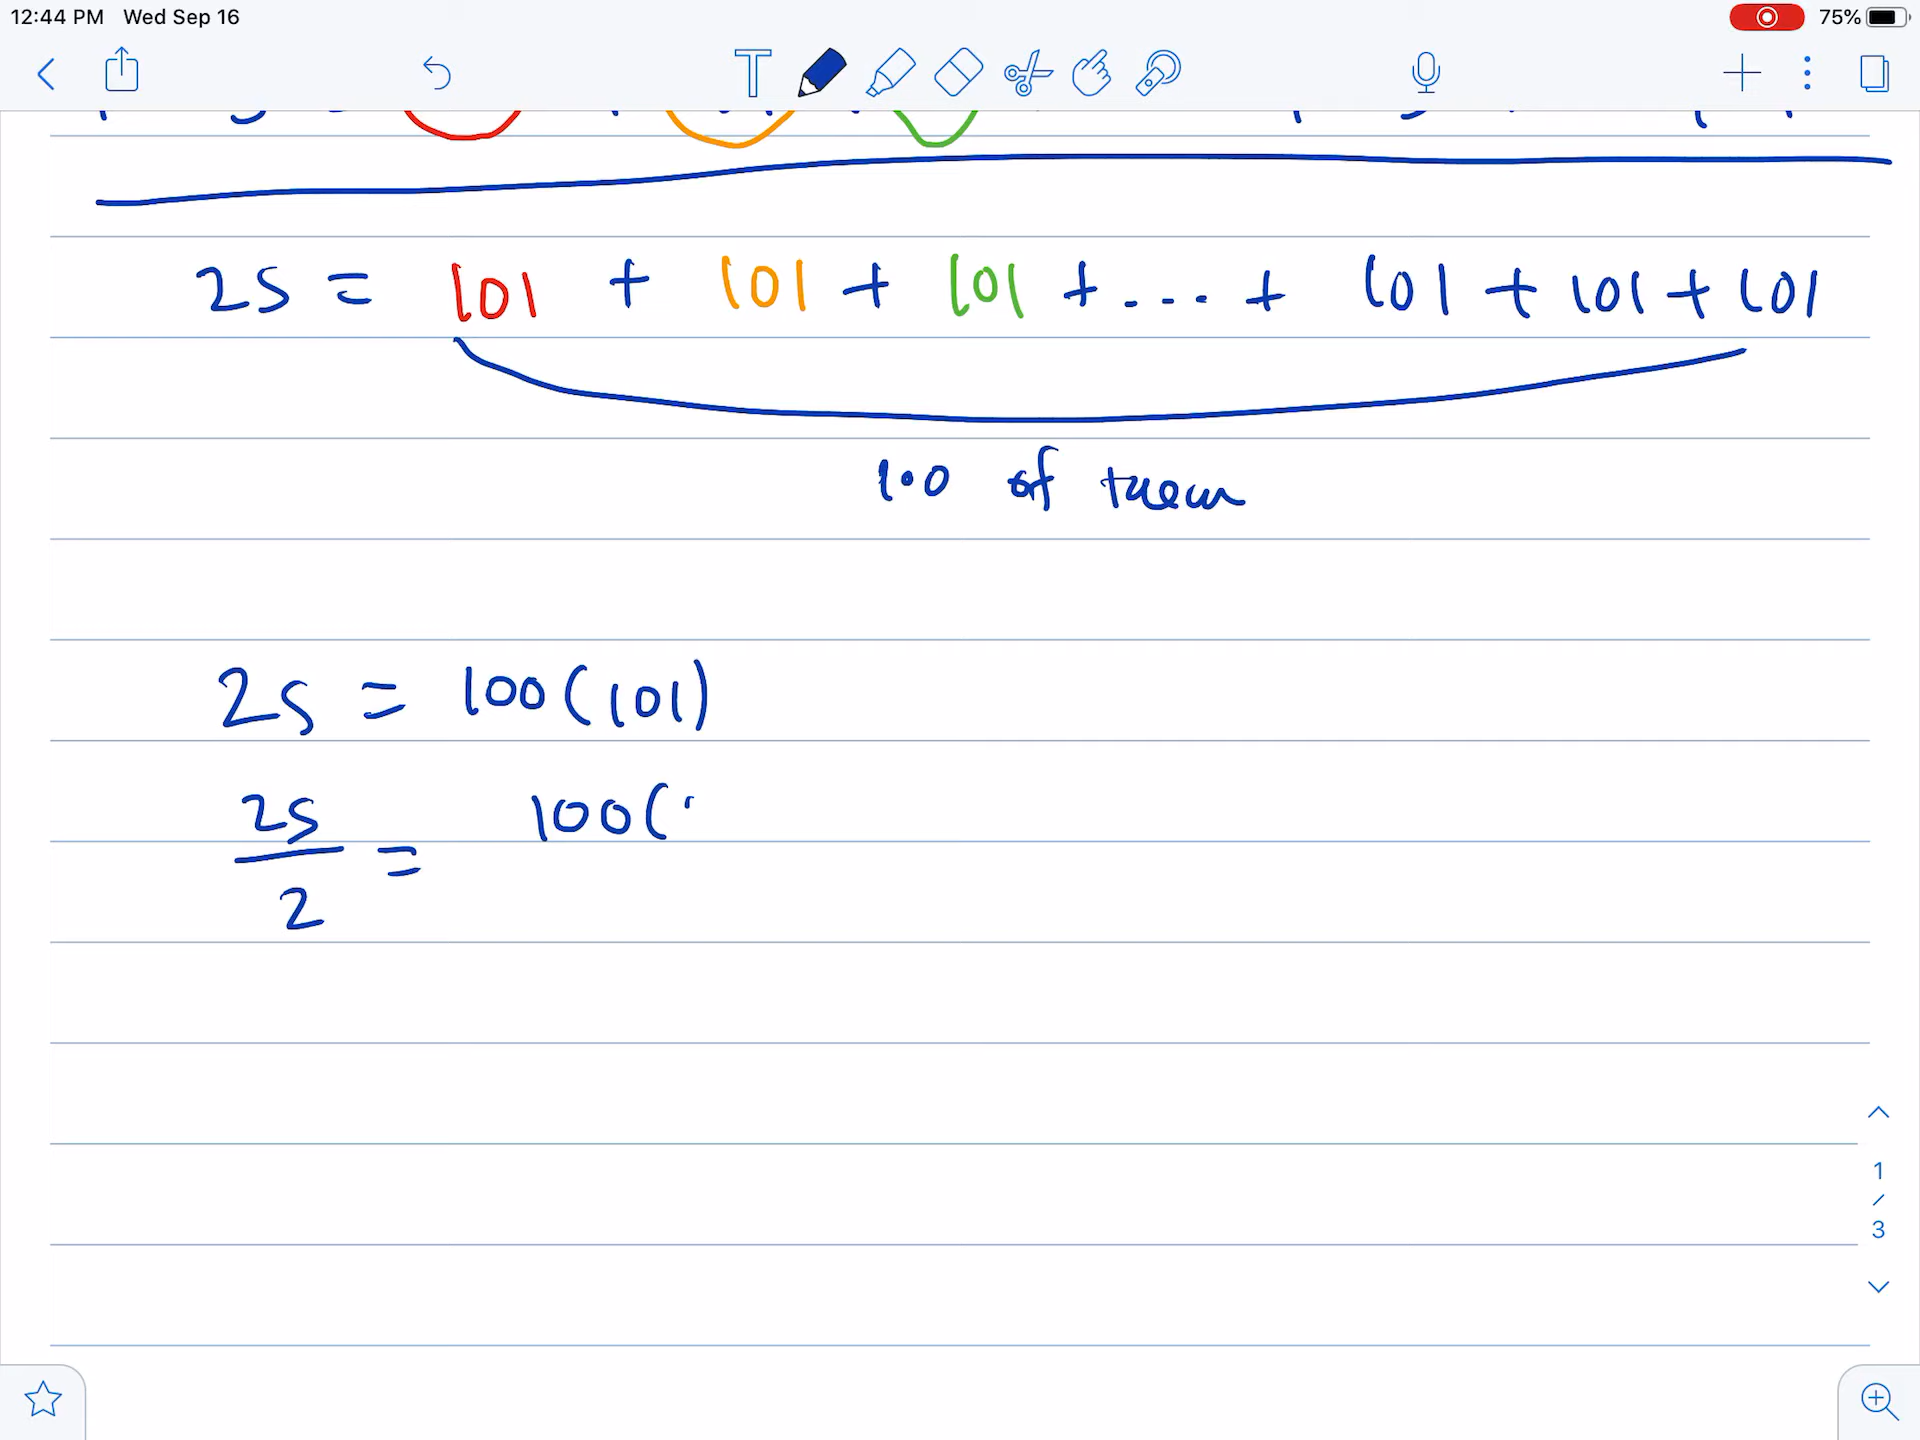 12:44 PM Wed Sep 16 75%
T
2S = 101 + 101 + 101 + ... + 101 + 101 + 101
100 of them
2S = 100(101)
2S
100(
=
2
1
/
3